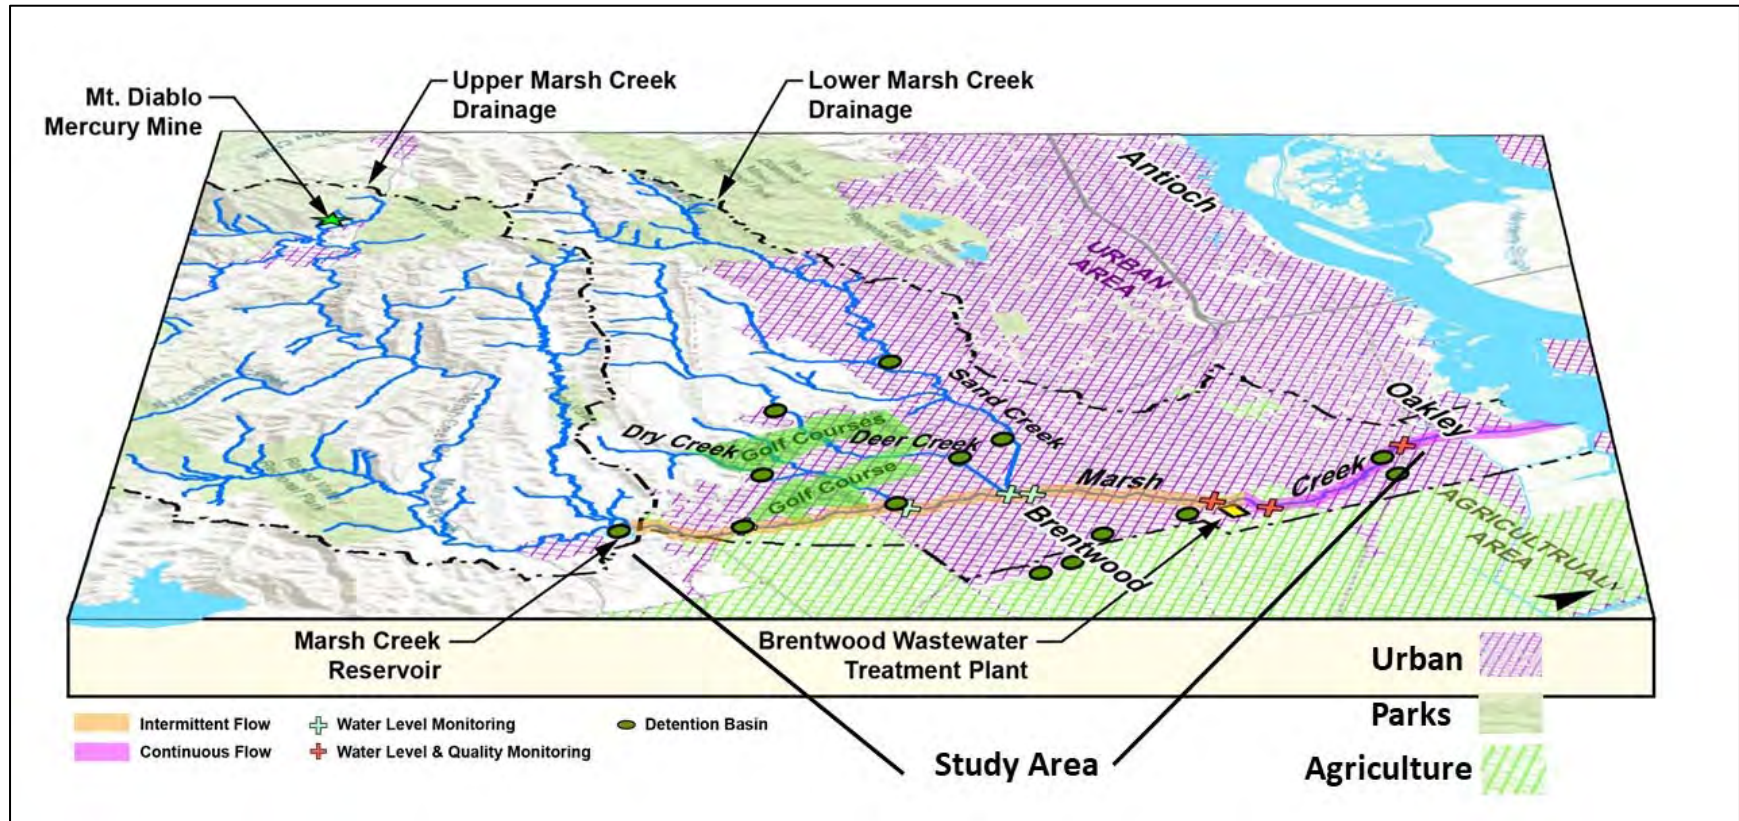 Upper Marsh Creek
Drainage
Lower Marsh Creek
Drainage
Mt. Diablo
Mercury Mine
Antioch
URBAN
AREA
Sand Creek
Oakley
Dry Creek
Golf Courses
Deer Creek
Golf Course
Marsh
Creek
Brentwood
AGRICULTRUAL
AREA
Marsh Creek
Reservoir
Brentwood Wastewater
Treatment Plant
Urban
Parks
Agriculture
Intermittent Flow
Continuous Flow
Water Level Monitoring
Water Level & Quality Monitoring
Detention Basin
Study Area